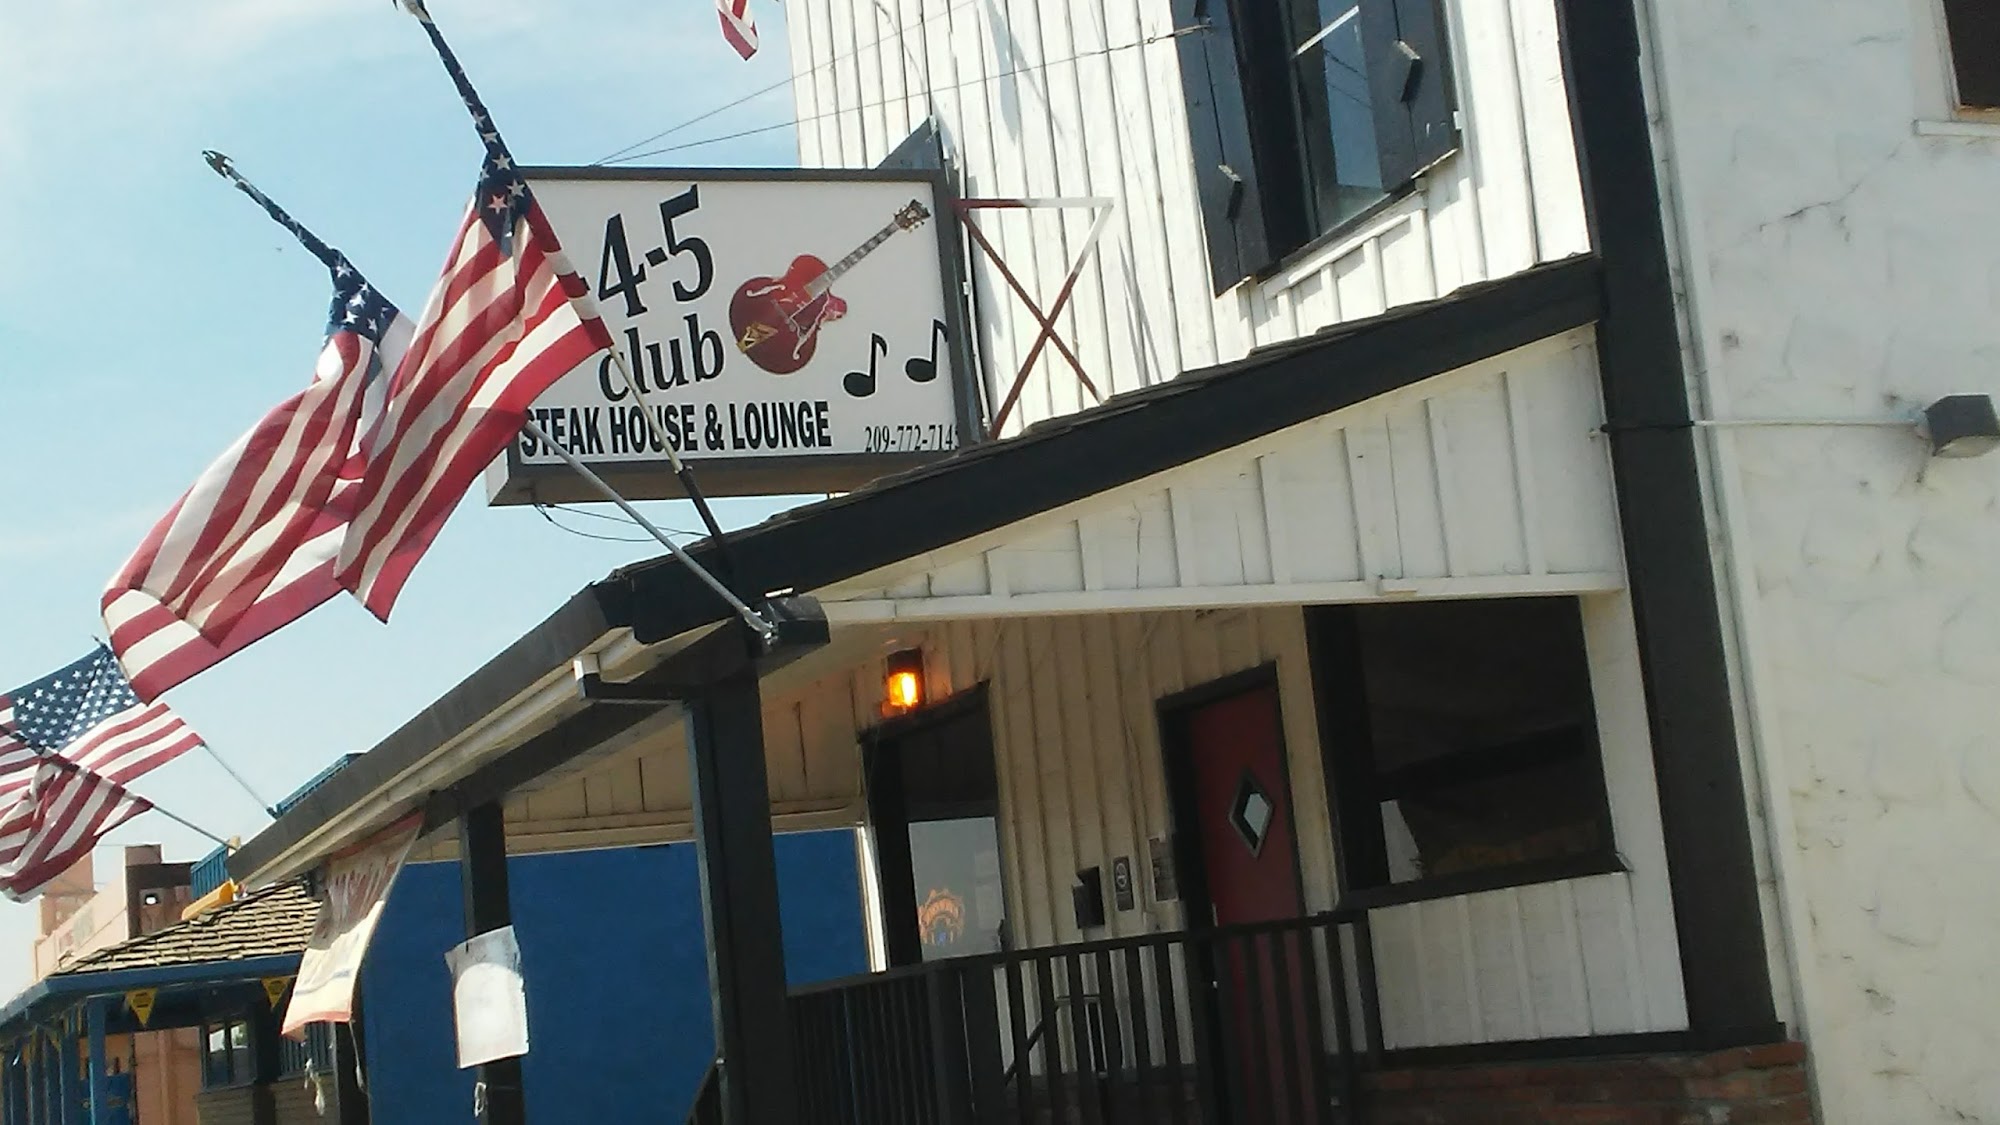 -4-5
club
STEAK HOUSE & LOUNGE
209-772-714